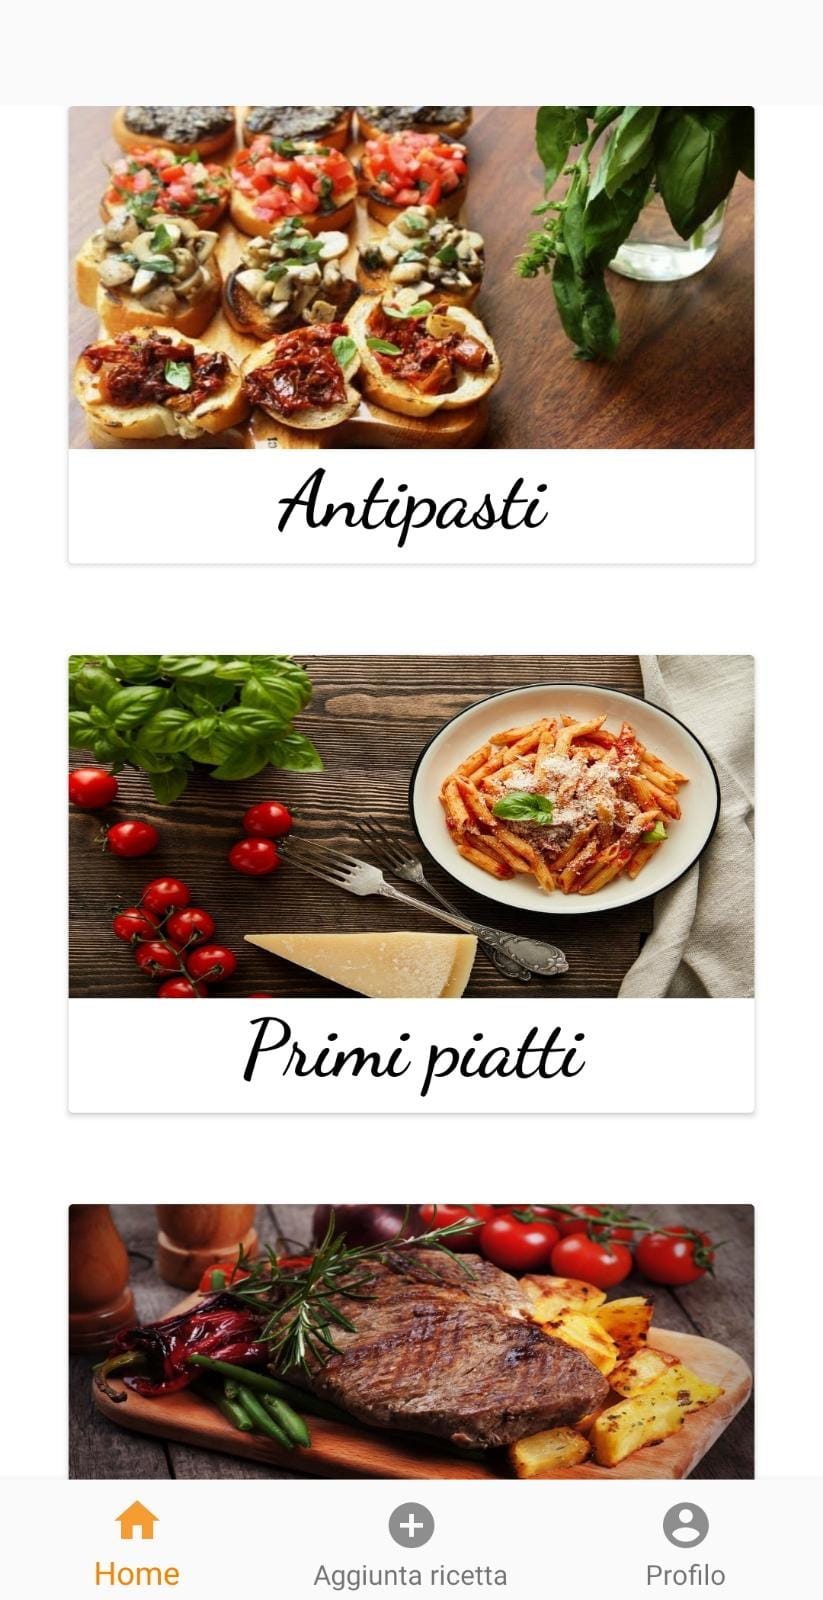 Antipasti
Primi piatti
Home
Aggiunta ricetta
Profilo